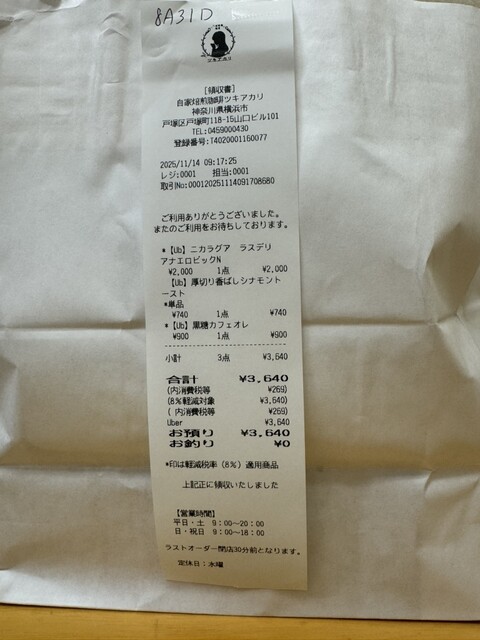 8A31D
ツキアカリ
[領収書]
自家焙煎珈琲ツキアカリ
神奈川県横浜市
戸塚区戸塚町118-15山口ビル101
TEL:0459000430
登録番号:T4020001160077
2025/11/14 09:17:25
レジ:0001 担当:0001
取引No:000120251114091708680
ご利用ありがとうございました。
またのご利用をお待ちしております。
*【Ub】ニカラグア ラスデリ
アナエロビックN
¥2,000 1点 ¥2,000
【Ub】厚切り香ばしシナモント
ースト
*単品
¥740 1点 ¥740
*【Ub】黒糖カフェオレ
¥900 1点 ¥900
小計 3点 ¥3,640
合計 ¥3,640
(内消費税等 ¥269)
(8%軽減対象 ¥3,640)
( 内消費税等 ¥269)
Uber ¥3,640
お預り ¥3,640
お釣り ¥0
*印は軽減税率(8%)適用商品
上記正に領収いたしました
【営業時間】
平日・土 9:00~20:00
日・祝日 9:00~18:00
ラストオーダー閉店30分前となります。
定休日:水曜